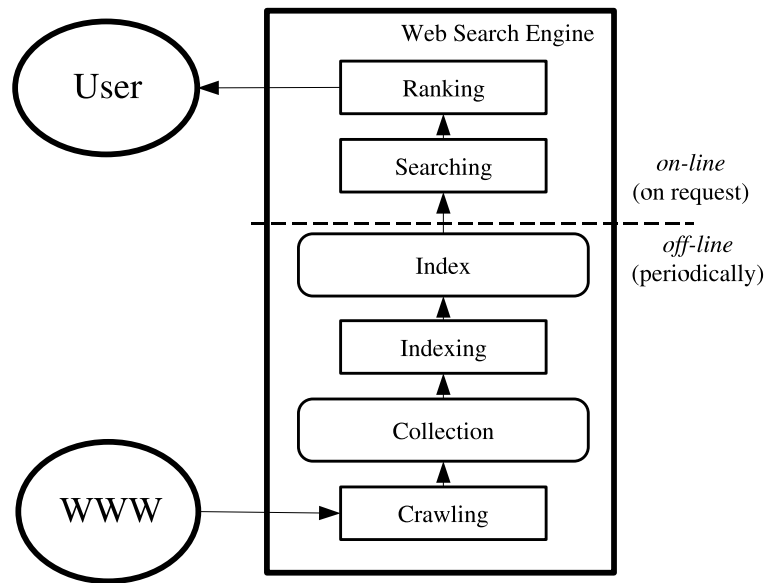 Web Search Engine
User
Ranking
Searching
on-line
(on request)
off-line
(periodically)
Index
Indexing
Collection
WWW
Crawling